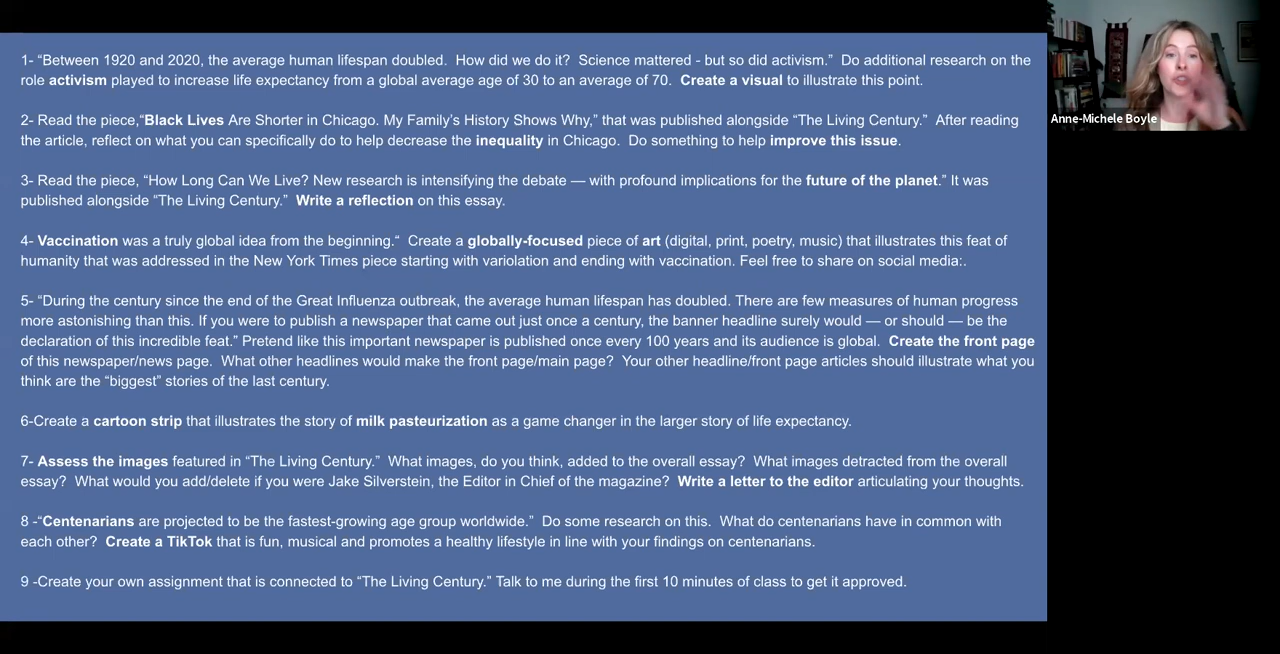 1- “Between 1920 and 2020, the average human lifespan doubled.  How did we do it?  Science mattered - but so did activism.”  Do additional research on the
role activism played to increase life expectancy from a global average age of 30 to an average of 70.  Create a visual to illustrate this point.
2- Read the piece,“Black Lives Are Shorter in Chicago. My Family’s History Shows Why,” that was published alongside “The Living Century.”  After reading
the article, reflect on what you can specifically do to help decrease the inequality in Chicago.  Do something to help improve this issue.
3- Read the piece, “How Long Can We Live? New research is intensifying the debate — with profound implications for the future of the planet.” It was
published alongside “The Living Century.”  Write a reflection on this essay.
4- Vaccination was a truly global idea from the beginning.“  Create a globally-focused piece of art (digital, print, poetry, music) that illustrates this feat of
humanity that was addressed in the New York Times piece starting with variolation and ending with vaccination. Feel free to share on social media:.
5- “During the century since the end of the Great Influenza outbreak, the average human lifespan has doubled. There are few measures of human progress
more astonishing than this. If you were to publish a newspaper that came out just once a century, the banner headline surely would — or should — be the
declaration of this incredible feat.” Pretend like this important newspaper is published once every 100 years and its audience is global.  Create the front page
of this newspaper/news page.  What other headlines would make the front page/main page?  Your other headline/front page articles should illustrate what you
think are the “biggest” stories of the last century.
6-Create a cartoon strip that illustrates the story of milk pasteurization as a game changer in the larger story of life expectancy.
7- Assess the images featured in “The Living Century.”  What images, do you think, added to the overall essay?  What images detracted from the overall
essay?  What would you add/delete if you were Jake Silverstein, the Editor in Chief of the magazine?  Write a letter to the editor articulating your thoughts.
8 -“Centenarians are projected to be the fastest-growing age group worldwide.”  Do some research on this.  What do centenarians have in common with
each other?  Create a TikTok that is fun, musical and promotes a healthy lifestyle in line with your findings on centenarians.
9 -Create your own assignment that is connected to “The Living Century.” Talk to me during the first 10 minutes of class to get it approved.
Anne-Michele Boyle